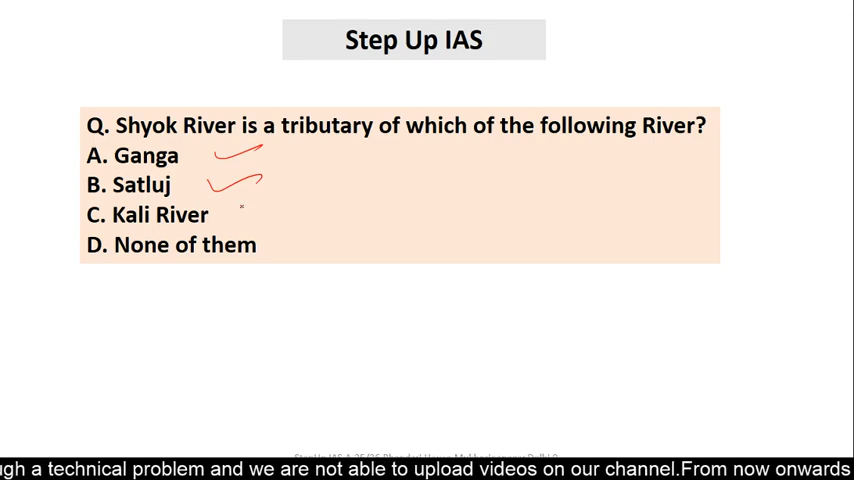 Step Up IAS
Q. Shyok River is a tributary of which of the following River?
A. Ganga
B. Satluj
C. Kali River
D. None of them
ugh a technical problem and we are not able to upload videos on our channel.From now onwards